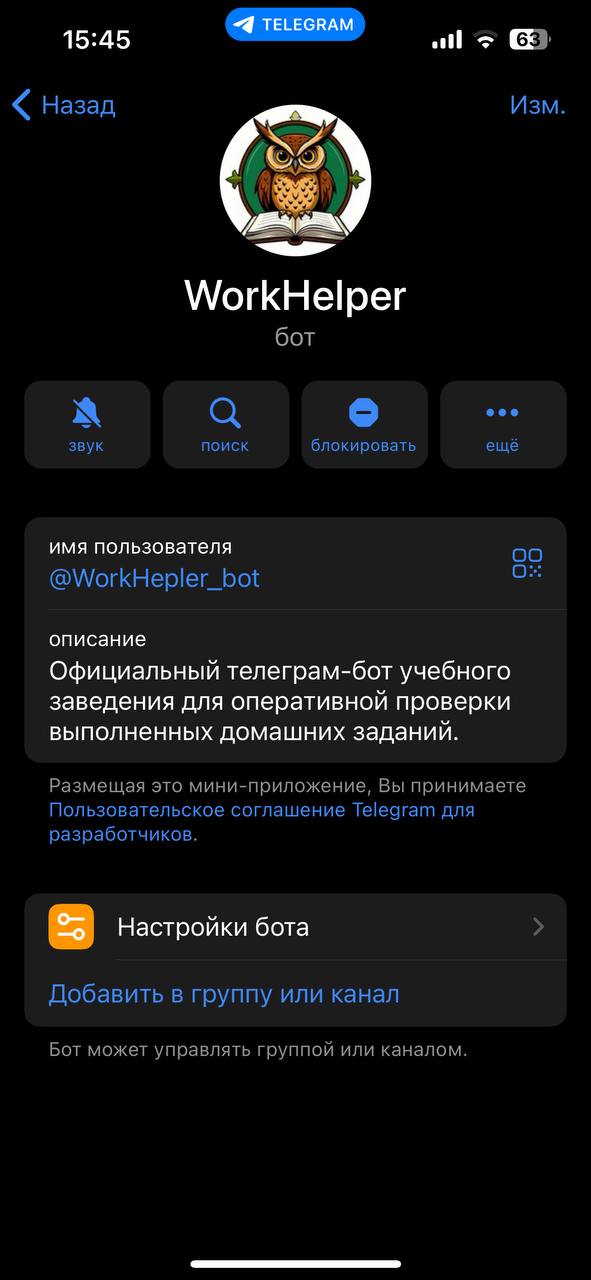 15:45
TELEGRAM
63
Назад
Изм.
WorkHelper
бот
звук
поиск
блокировать
ещё
имя пользователя
@WorkHepler_bot
описание
Официальный телеграм-бот учебного
заведения для оперативной проверки
выполненных домашних заданий.
Размещая это мини-приложение, Вы принимаете
Пользовательское соглашение Telegram для
разработчиков.
Настройки бота
Добавить в группу или канал
Бот может управлять группой или каналом.